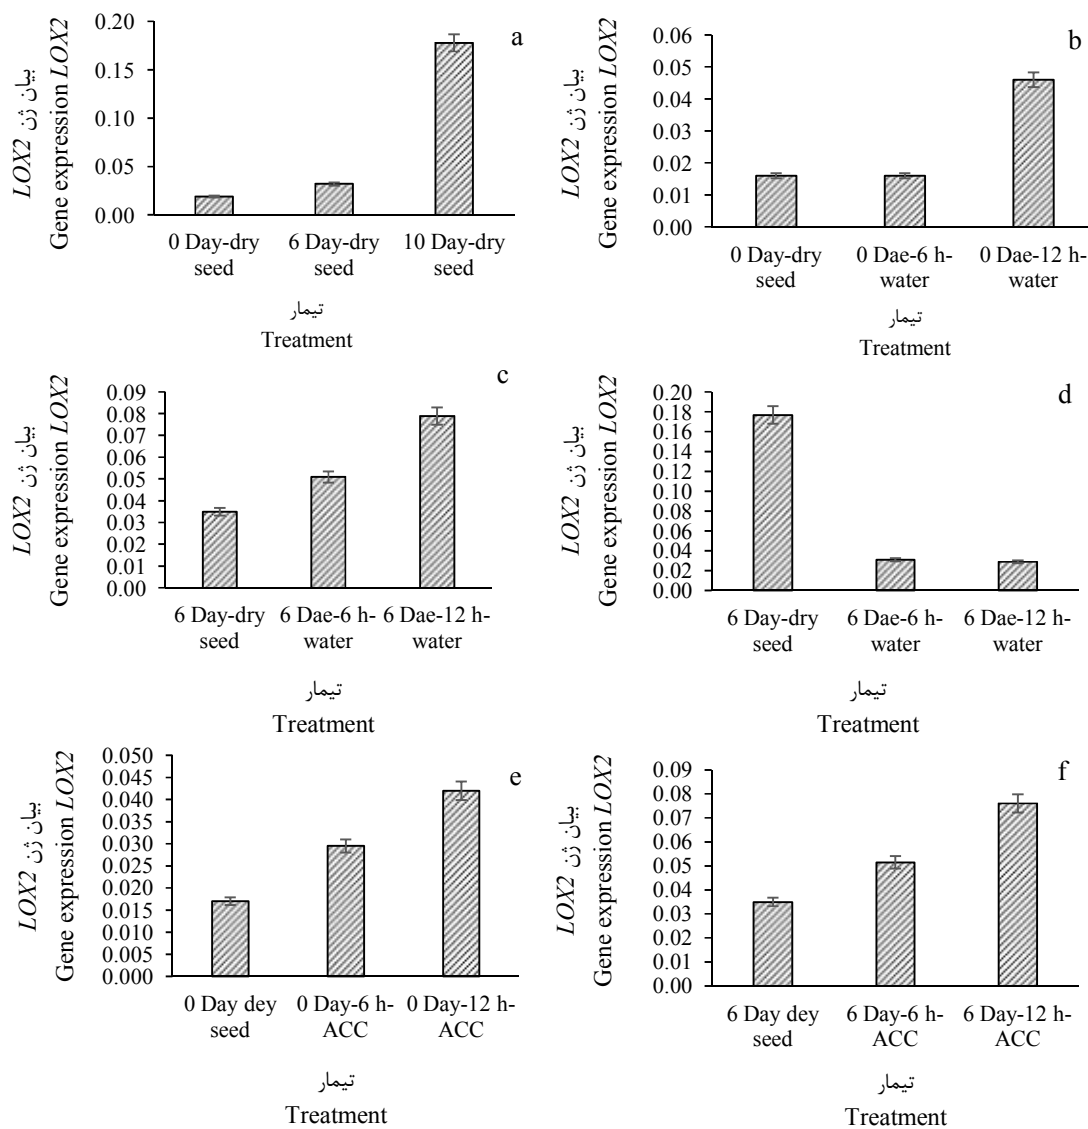 a
بیان ژن LOX2
Gene expression LOX2
0.20
0.15
0.10
0.05
0.00
0 Day-dry seed
6 Day-dry seed
10 Day-dry seed
تیمار
Treatment
b
بیان ژن LOX2
Gene expression LOX2
0.06
0.05
0.04
0.03
0.02
0.01
0.00
0 Day-dry seed
0 Dae-6 h-water
0 Dae-12 h-water
تیمار
Treatment
c
بیان ژن LOX2
Gene expression LOX2
0.09
0.08
0.07
0.06
0.05
0.04
0.03
0.02
0.01
0.00
6 Day-dry seed
6 Dae-6 h-water
6 Dae-12 h-water
تیمار
Treatment
d
بیان ژن LOX2
Gene expression LOX2
0.20
0.18
0.16
0.14
0.12
0.10
0.08
0.06
0.04
0.02
0.00
6 Day-dry seed
6 Dae-6 h-water
6 Dae-12 h-water
تیمار
Treatment
e
بیان ژن LOX2
Gene expression LOX2
0.050
0.045
0.040
0.035
0.030
0.025
0.020
0.015
0.010
0.005
0.000
0 Day dey seed
0 Day-6 h-ACC
0 Day-12 h-ACC
تیمار
Treatment
f
بیان ژن LOX2
Gene expression LOX2
0.09
0.08
0.07
0.06
0.05
0.04
0.03
0.02
0.01
0.00
6 Day dey seed
6 Day-6 h-ACC
6 Day-12 h-ACC
تیمار
Treatment